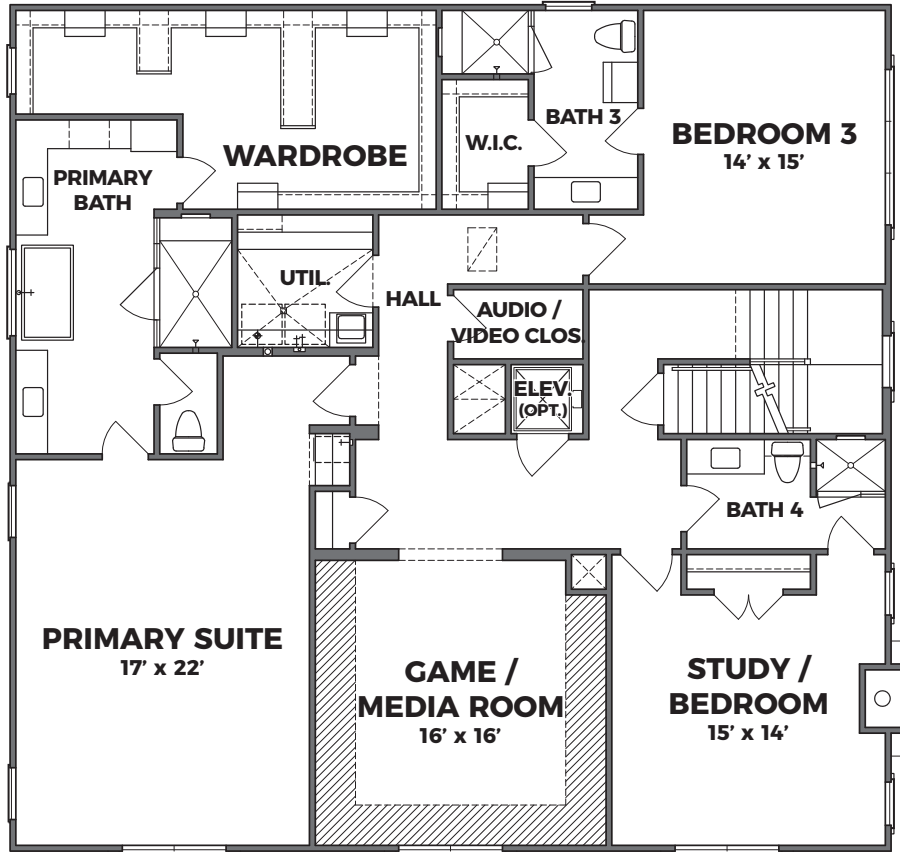 WARDROBE
W.I.C.
BATH 3
BEDROOM 3
14’ x 15’
PRIMARY
BATH
UTIL.
HALL
AUDIO /
VIDEO CLOS.
ELEV.
(OPT.)
BATH 4
PRIMARY SUITE
17’ x 22’
GAME /
MEDIA ROOM
16’ x 16’
STUDY /
BEDROOM
15’ x 14’